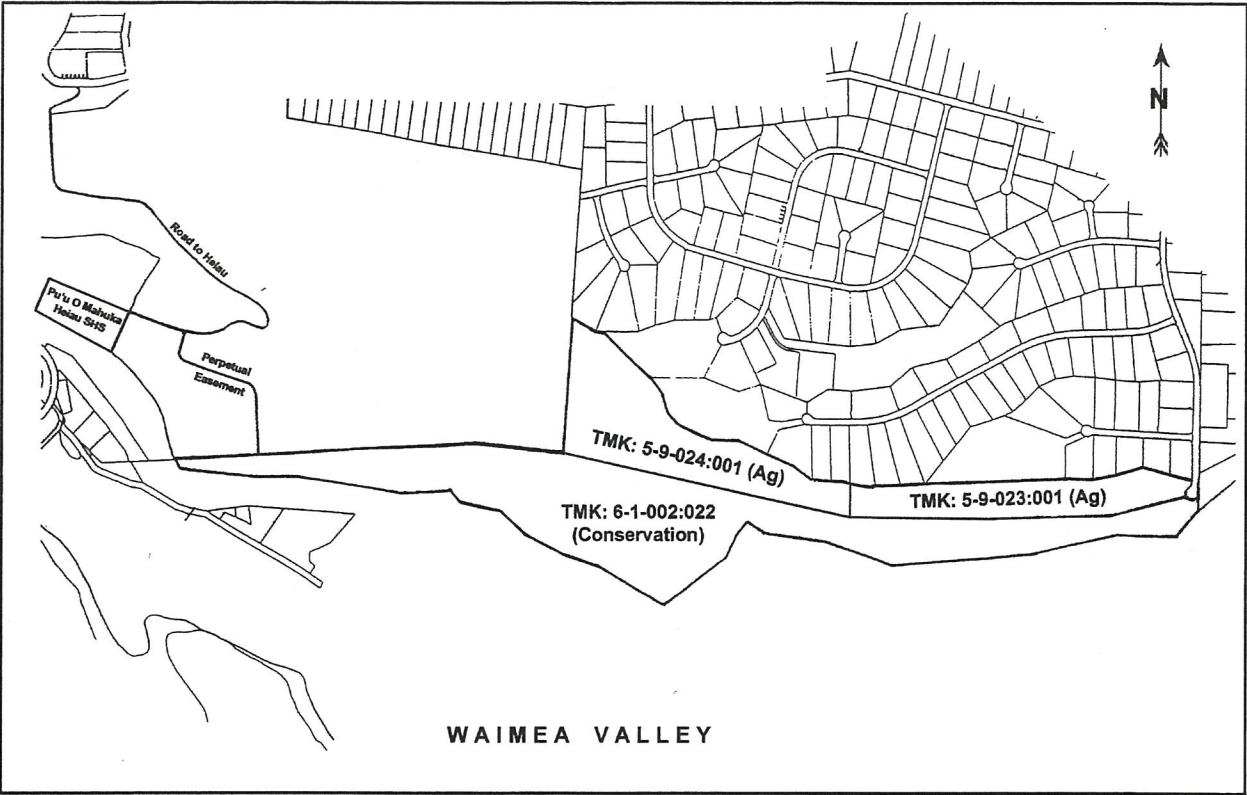 N
Road to Heiau
Pu'u O Mahuka
Heiau SHS
Perpetual
Easement
TMK: 5-9-024:001 (Ag)
TMK: 5-9-023:001 (Ag)
TMK: 6-1-002:022
(Conservation)
WAIMEA VALLEY